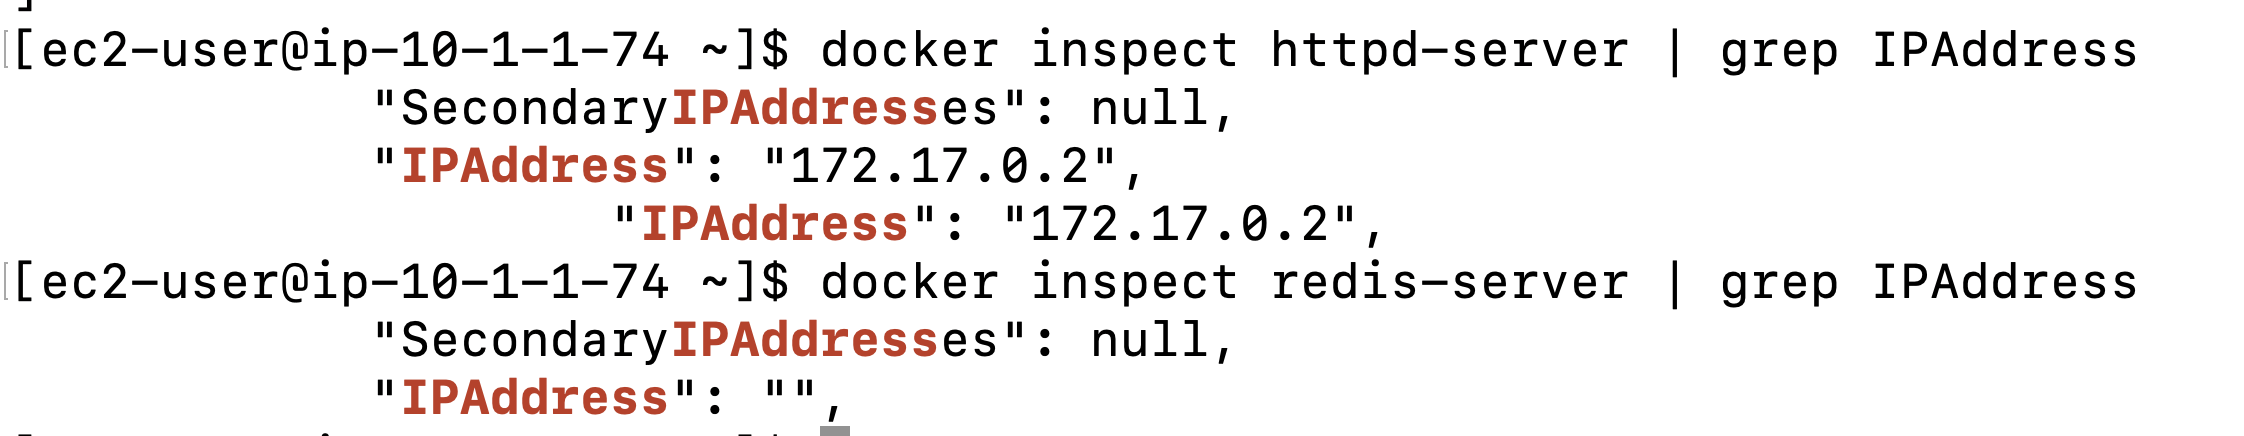 ]
[ec2-user@ip-10-1-1-74 ~]$ docker inspect httpd-server | grep IPAddress
"SecondaryIPAddresses": null,
"IPAddress": "172.17.0.2",
"IPAddress": "172.17.0.2",
[ec2-user@ip-10-1-1-74 ~]$ docker inspect redis-server | grep IPAddress
"SecondaryIPAddresses": null,
"IPAddress": "",